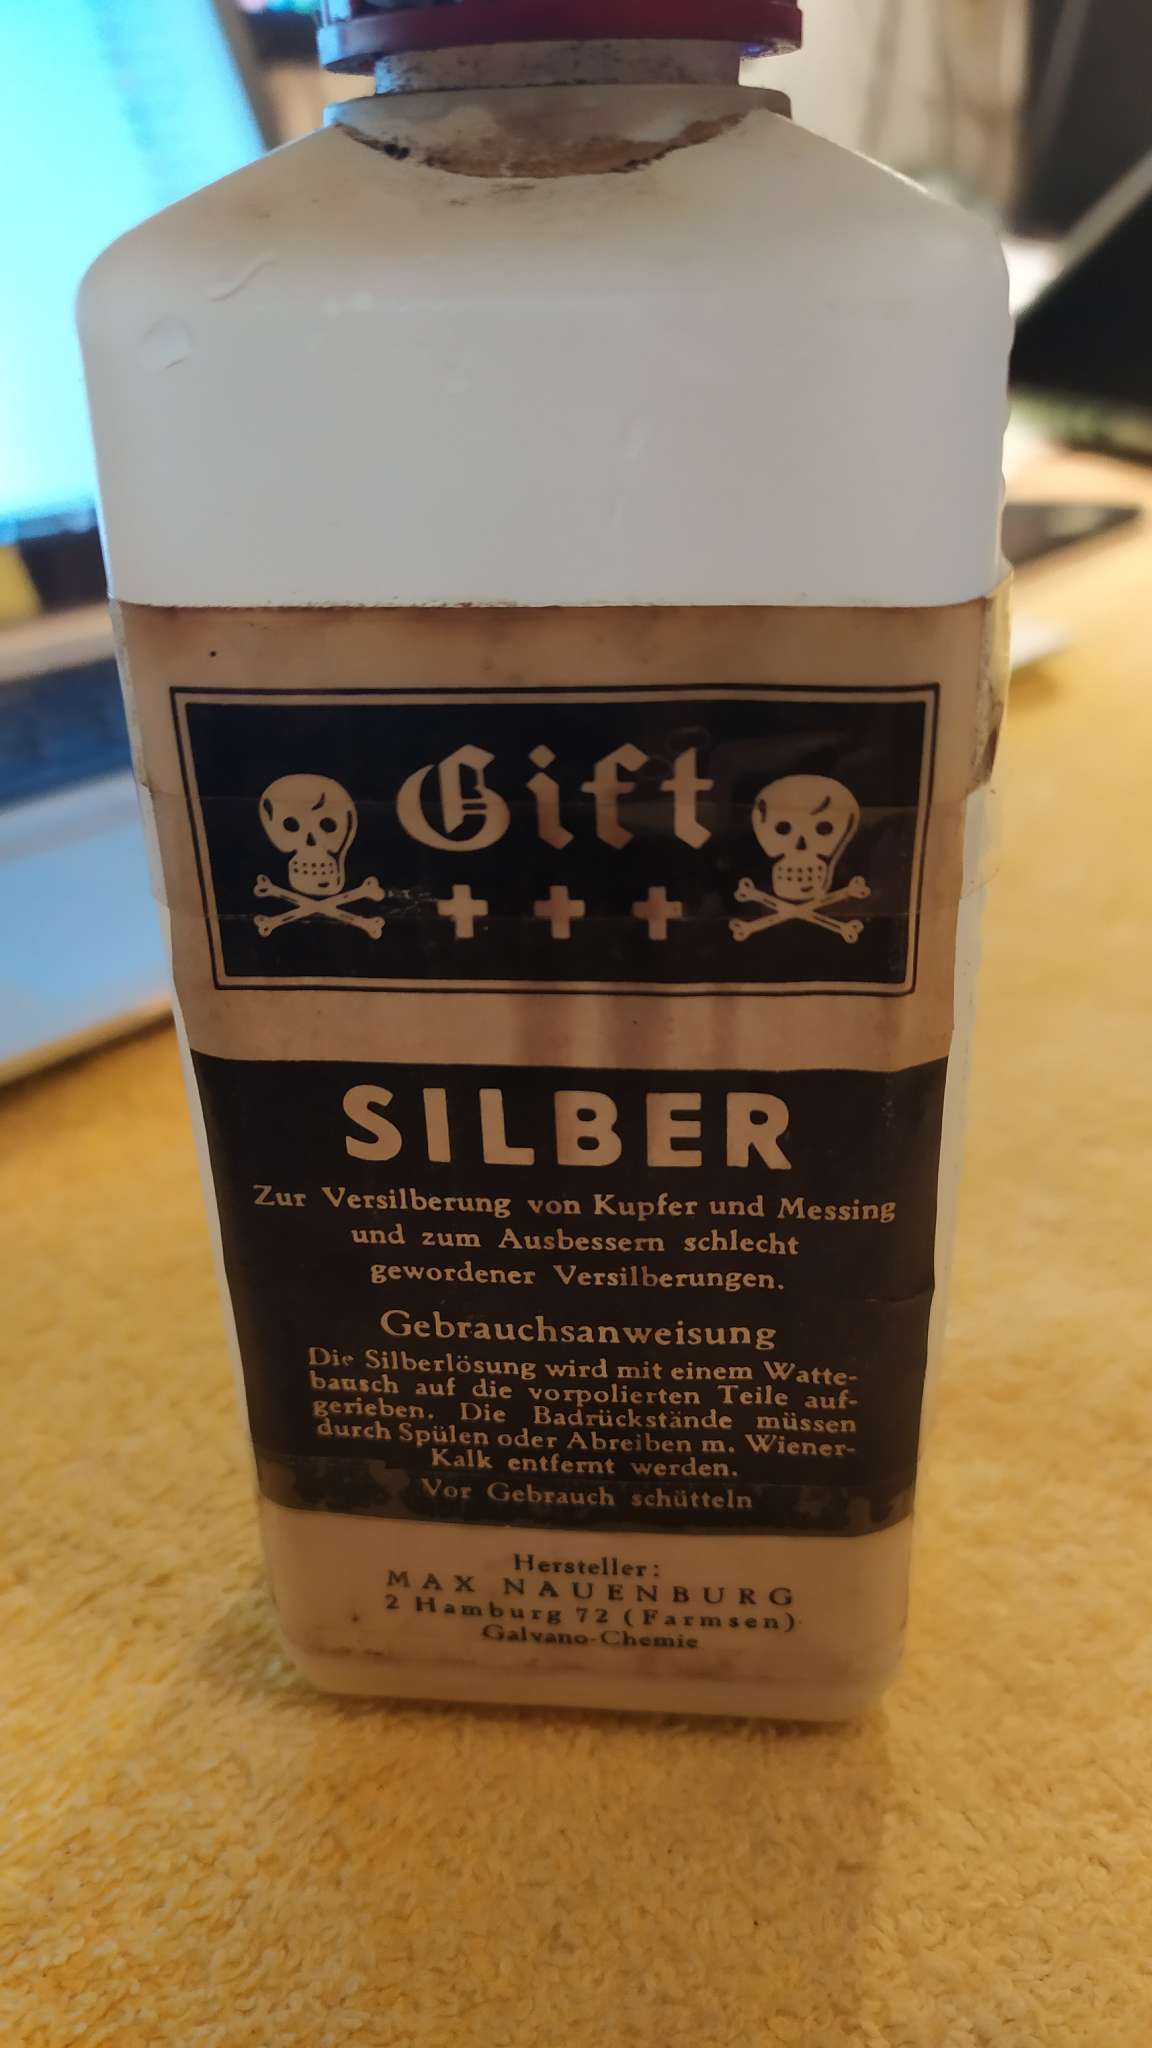 Gift
+ + +
SILBER
Zur Versilberung von Kupfer und Messing
und zum Ausbessern schlecht
gewordener Versilberungen.
Gebrauchsanweisung
Die Silberlösung wird mit einem Watte-
bausch auf die vorpolierten Teile auf-
gerieben. Die Badrückstände müssen
durch Spülen oder Abreiben m. Wiener-
Kalk entfernt werden.
Vor Gebrauch schütteln
Hersteller:
MAX NAUENBURG
2 Hamburg 72 (Farmsen)
Galvano-Chemie